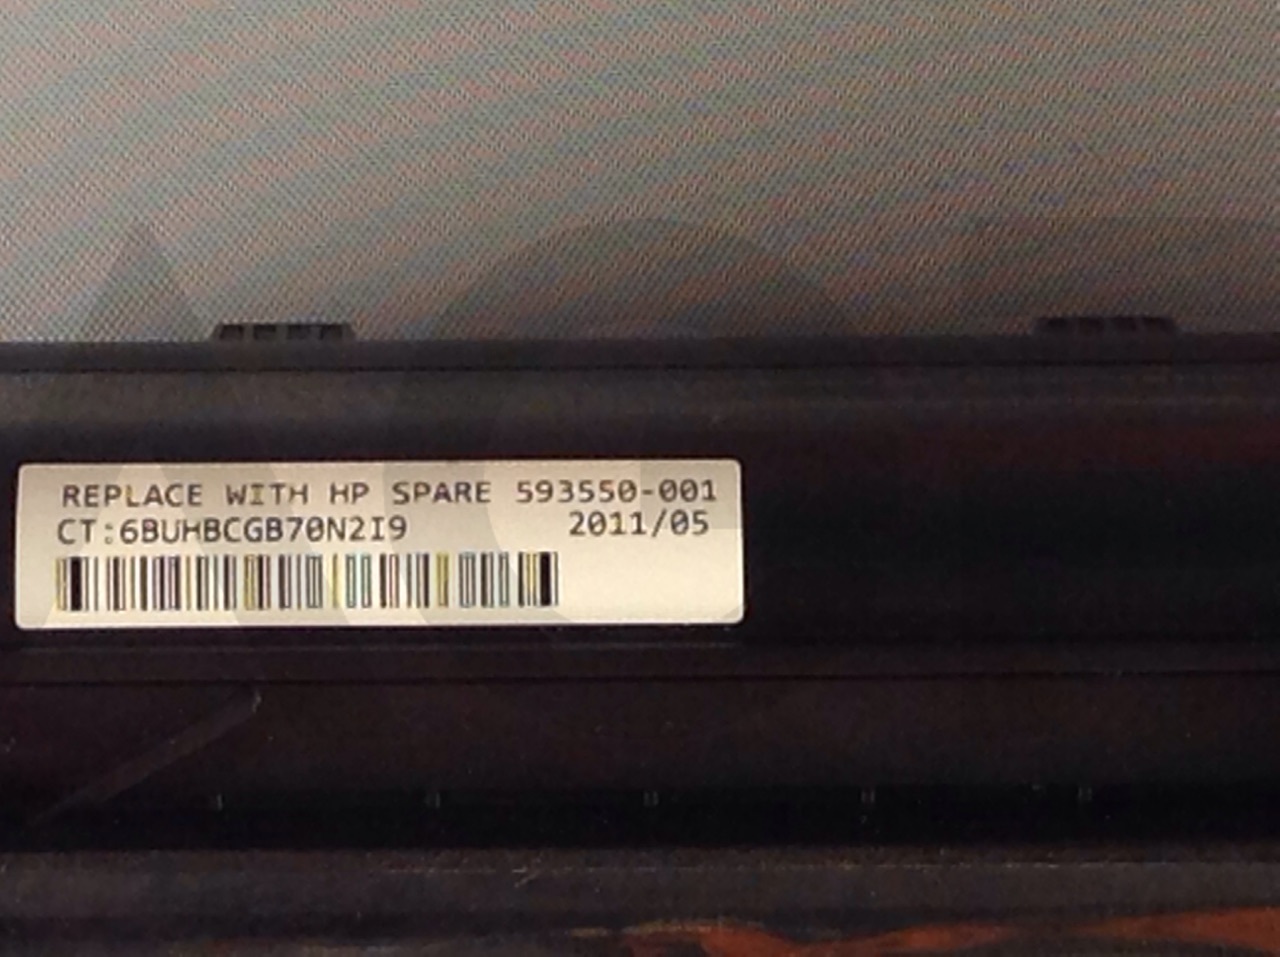 REPLACE WITH HP SPARE 593550-001
CT:6BUHBCGB70N2I9 2011/05